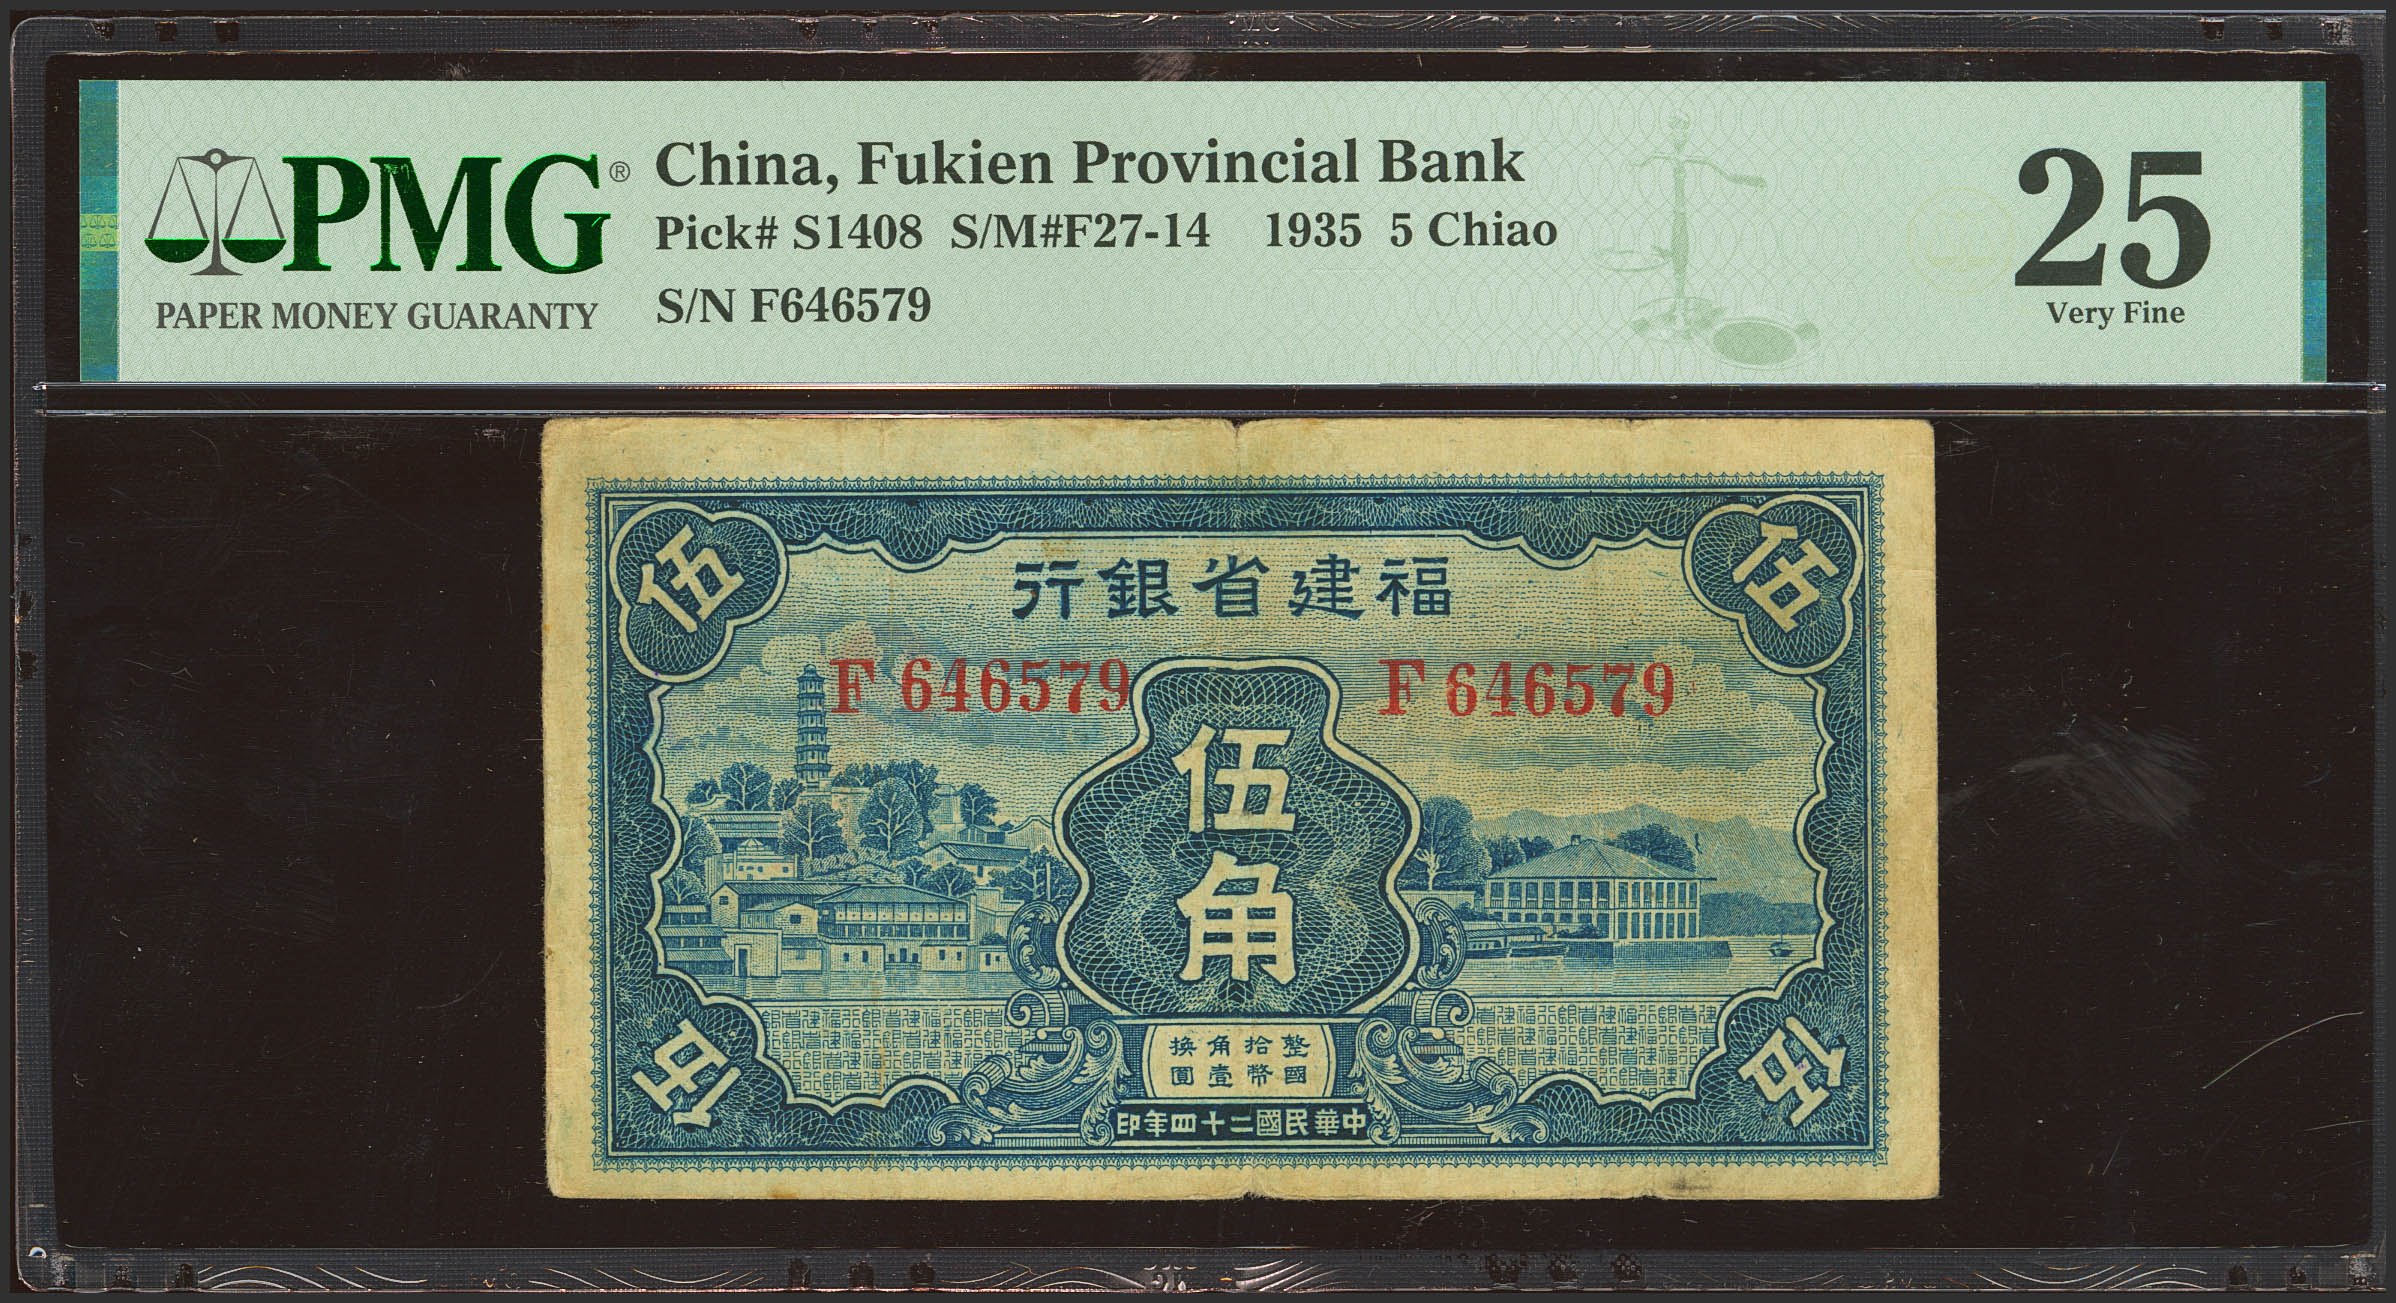 PMG®
PAPER MONEY GUARANTY
China, Fukien Provincial Bank
Pick# S1408 S/M#F27-14 1935 5 Chiao
S/N F646579
25
Very Fine
伍
伍
行銀省建福
F 646579
F 646579
伍
角
換角拾整
圓壹幣國
伍
伍
印年四十二國民華中